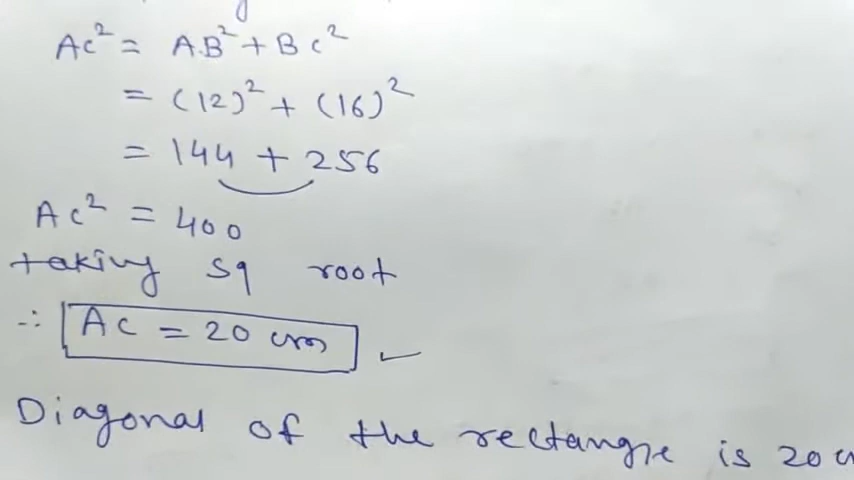 Ac² = AB² + Bc²
= (12)² + (16)²
= 144 + 256
Ac² = 400
taking sq root
∴ Ac = 20 cm ✓
Diagonal of the rectangle is 20 c